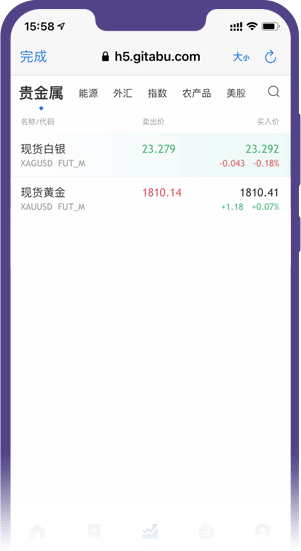 15:58
完成 h5.gitabu.com 大小
贵金属 能源 外汇 指数 农产品 美股
名称/代码 卖出价 买入价
现货白银 23.279 23.292
XAGUSD FUT_M -0.043 -0.18%
现货黄金 1810.14 1810.41
XAUUSD FUT_M +1.18 +0.07%